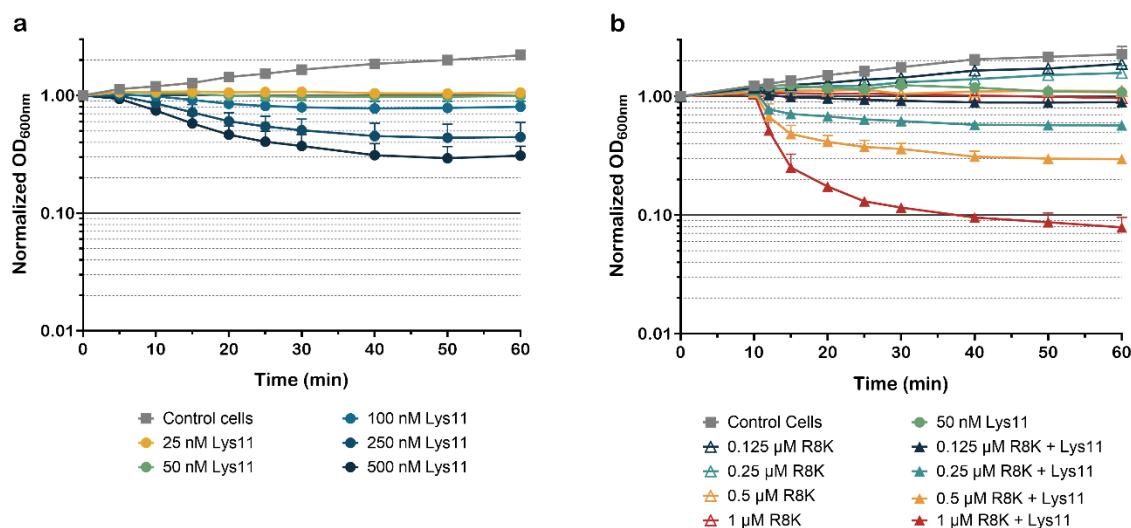 a
Normalized OD600nm
1.00
0.10
0.01
0 10 20 30 40 50 60
Time (min)
Control cells
25 nM Lys11
50 nM Lys11
100 nM Lys11
250 nM Lys11
500 nM Lys11
b
Normalized OD600nm
1.00
0.10
0.01
0 10 20 30 40 50 60
Time (min)
Control Cells
0.125 µM R8K
0.25 µM R8K
0.5 µM R8K
1 µM R8K
50 nM Lys11
0.125 µM R8K + Lys11
0.25 µM R8K + Lys11
0.5 µM R8K + Lys11
1 µM R8K + Lys11